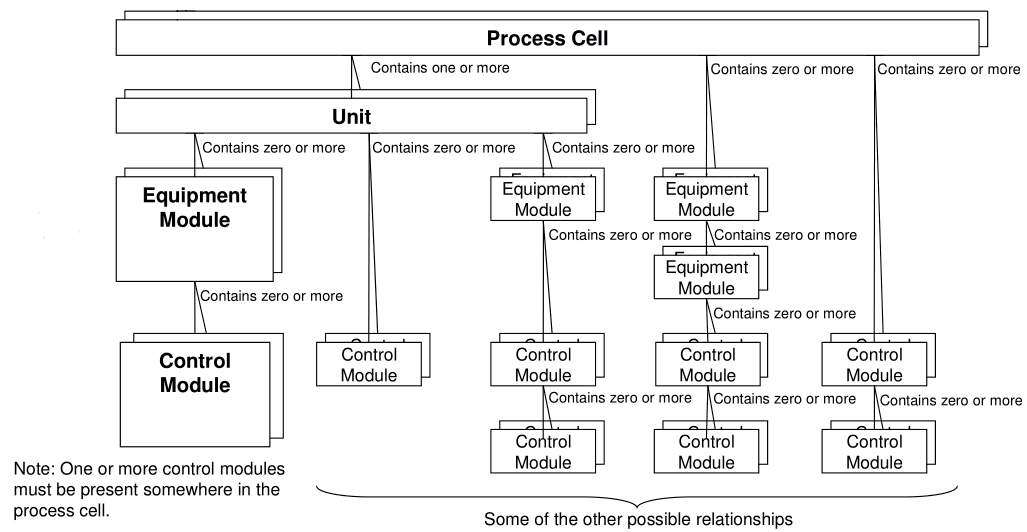 Process Cell
Contains one or more
Contains zero or more
Contains zero or more
Unit
Contains zero or more
Contains zero or more
Contains zero or more
Equipment
Module
Equipment
Module
Equipment
Module
Contains zero or more
Contains zero or more
Equipment
Module
Contains zero or more
Contains zero or more
Control
Module
Control
Module
Control
Module
Control
Module
Control
Module
Contains zero or more
Contains zero or more
Contains zero or more
Control
Module
Control
Module
Control
Module
Note: One or more control modules
must be present somewhere in the
process cell.
Some of the other possible relationships